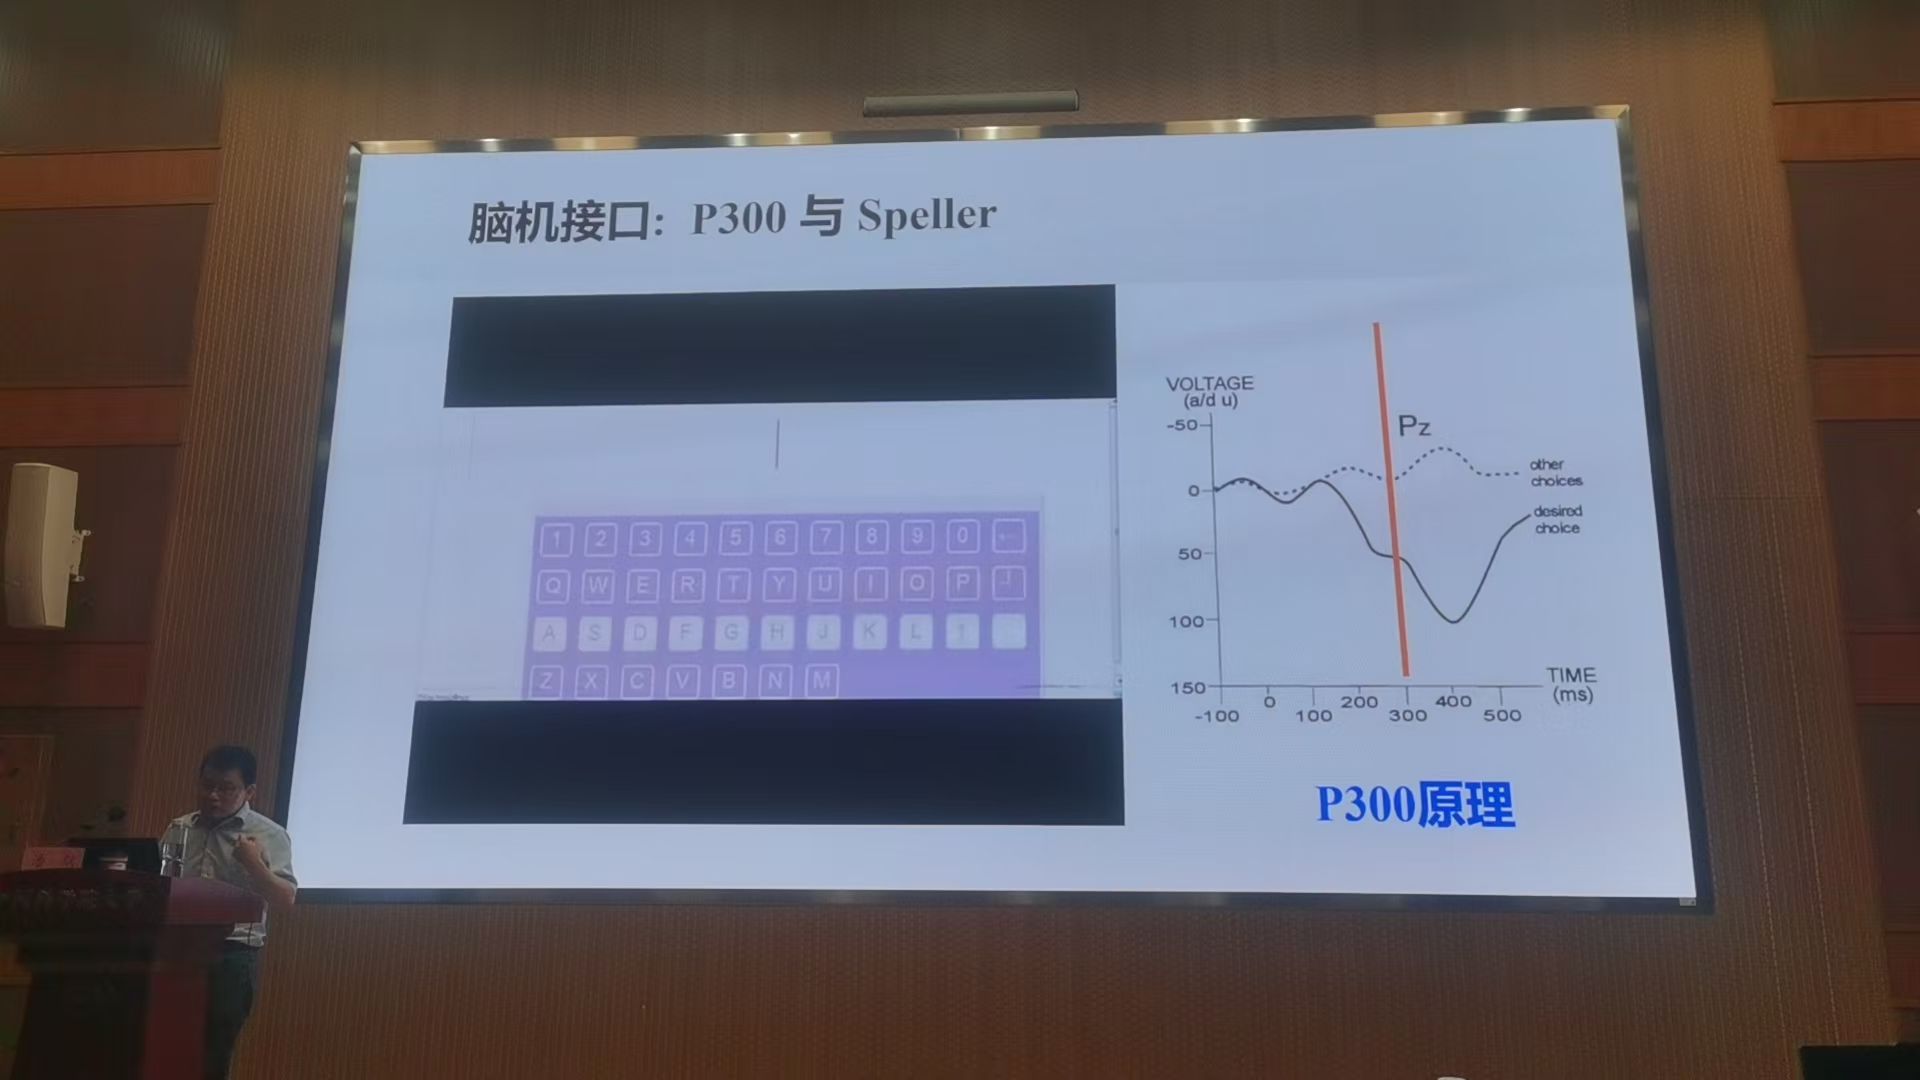 脑机接口: P300 与 Speller
1 2 3 4 5 6 7 8 9 0 ←
Q W E R T Y U I O P
A S D F G H J K L ↑
Z X C V B N M
VOLTAGE
(a/d u)
-50
0
50
100
150
Pz
other
choices
desired
choice
TIME
(ms)
-100 0 100 200 300 400 500
P300原理